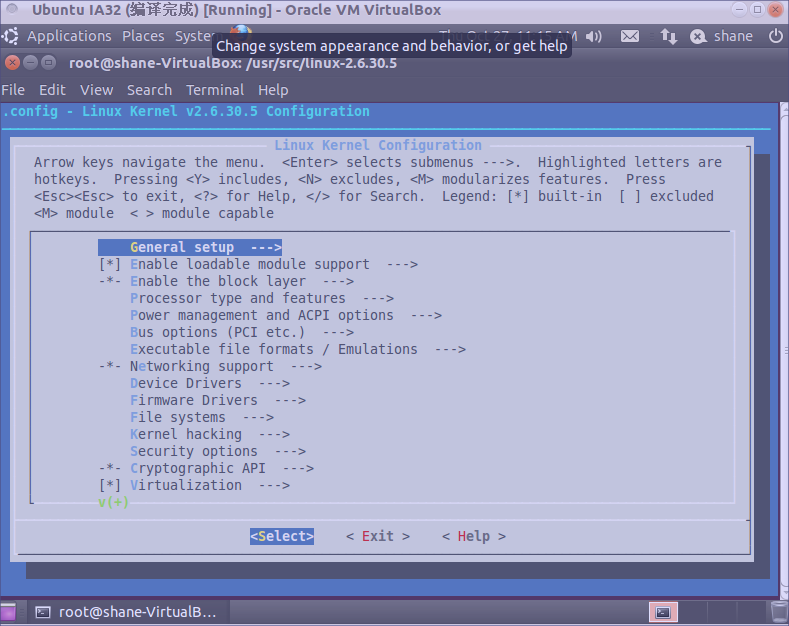 Ubuntu IA32 (编译完成) [Running] - Oracle VM VirtualBox
Applications Places System shane
Change system appearance and behavior, or get help
root@shane-VirtualBox: /usr/src/linux-2.6.30.5
File Edit View Search Terminal Help
.config - Linux Kernel v2.6.30.5 Configuration
Linux Kernel Configuration
Arrow keys navigate the menu. <Enter> selects submenus --->. Highlighted letters are
hotkeys. Pressing <Y> includes, <N> excludes, <M> modularizes features. Press
<Esc><Esc> to exit, <?> for Help, </> for Search. Legend: [*] built-in [ ] excluded
<M> module < > module capable
General setup --->
[*] Enable loadable module support --->
-*- Enable the block layer --->
Processor type and features --->
Power management and ACPI options --->
Bus options (PCI etc.) --->
Executable file formats / Emulations --->
-*- Networking support --->
Device Drivers --->
Firmware Drivers --->
File systems --->
Kernel hacking --->
Security options --->
-*- Cryptographic API --->
[*] Virtualization --->
v(+)
<Select> < Exit > < Help >
root@shane-VirtualB...